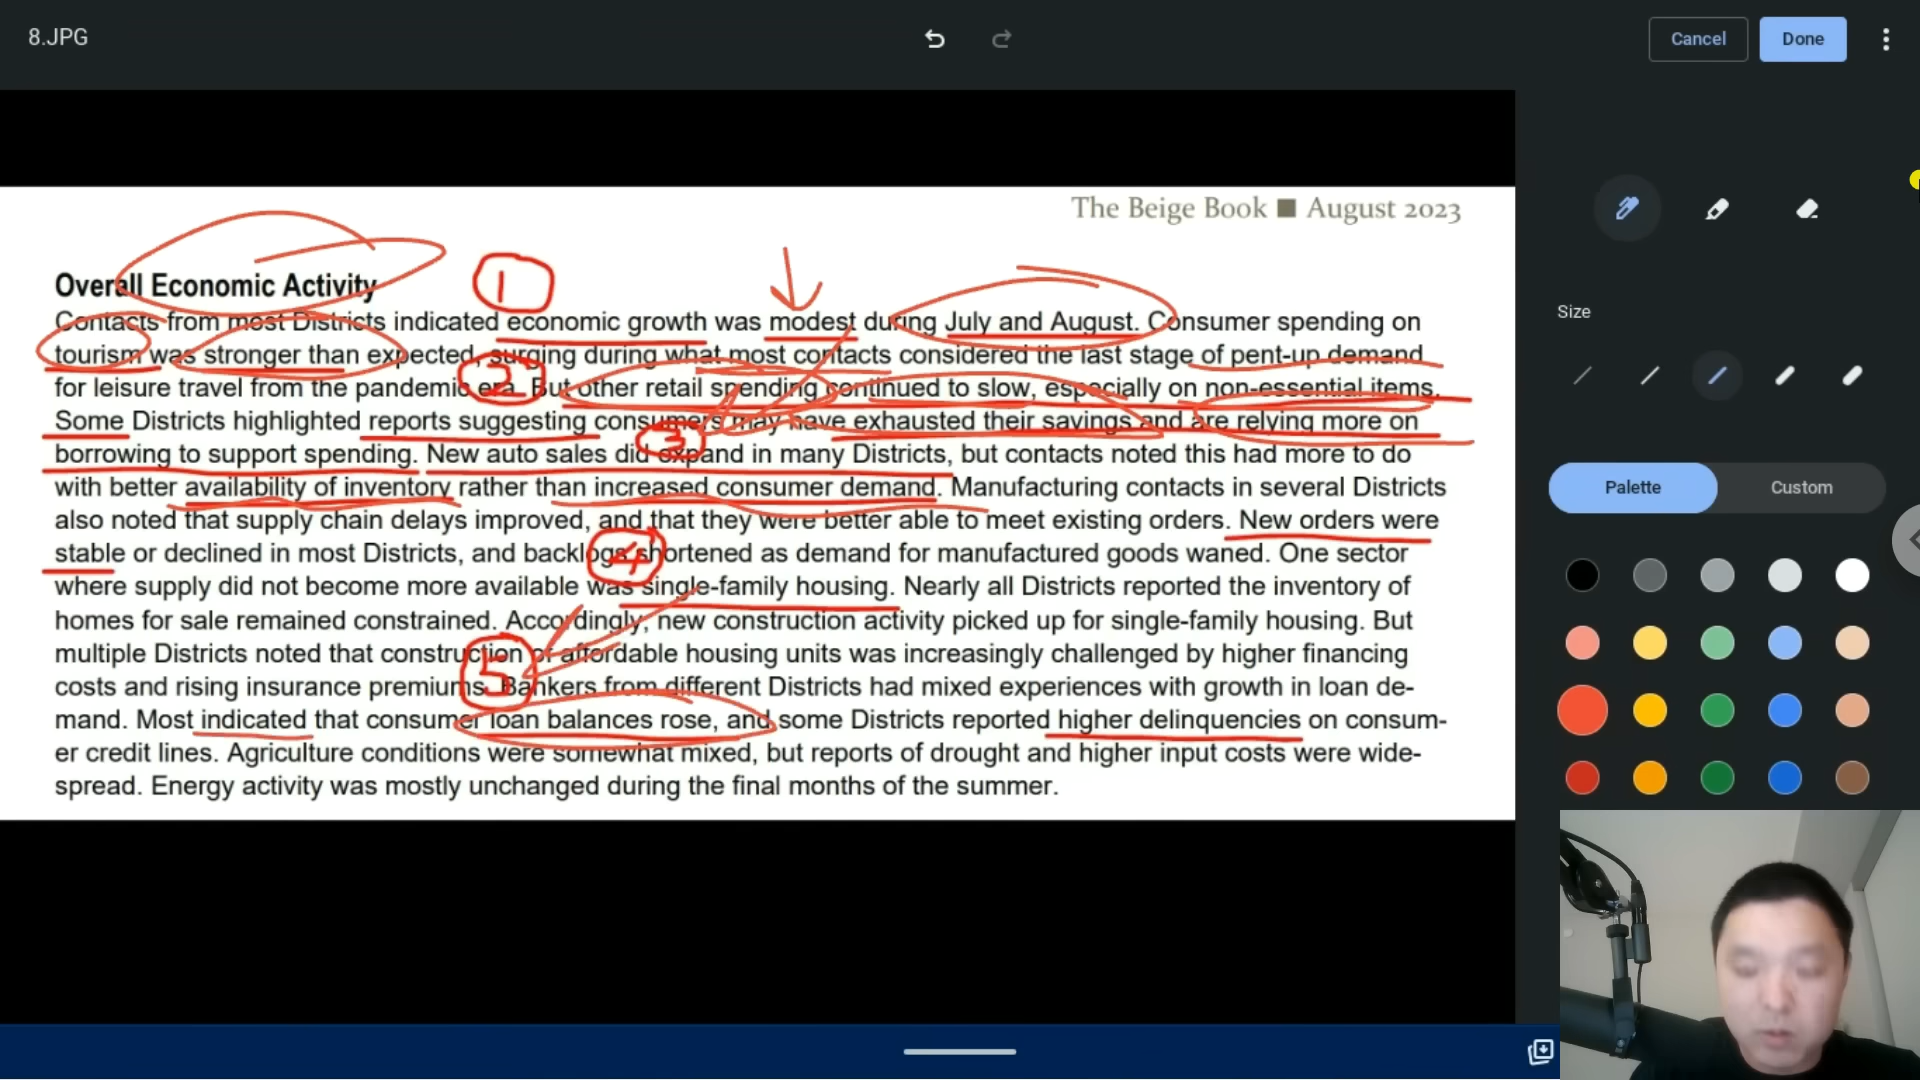 8.JPG
Cancel
Done
The Beige Book ■ August 2023
Overall Economic Activity
1
Contacts from most Districts indicated economic growth was modest during July and August. Consumer spending on
tourism was stronger than expected, surging during what most contacts considered the last stage of pent-up demand
2
for leisure travel from the pandemic era. But other retail spending continued to slow, especially on non-essential items.
Some Districts highlighted reports suggesting consumers may have exhausted their savings and are relying more on
3
borrowing to support spending. New auto sales did expand in many Districts, but contacts noted this had more to do
with better availability of inventory rather than increased consumer demand. Manufacturing contacts in several Districts
also noted that supply chain delays improved, and that they were better able to meet existing orders. New orders were
4
stable or declined in most Districts, and backlogs shortened as demand for manufactured goods waned. One sector
where supply did not become more available was single-family housing. Nearly all Districts reported the inventory of
homes for sale remained constrained. Accordingly, new construction activity picked up for single-family housing. But
multiple Districts noted that construction of affordable housing units was increasingly challenged by higher financing
5
costs and rising insurance premiums. Bankers from different Districts had mixed experiences with growth in loan de-
mand. Most indicated that consumer loan balances rose, and some Districts reported higher delinquencies on consum-
er credit lines. Agriculture conditions were somewhat mixed, but reports of drought and higher input costs were wide-
spread. Energy activity was mostly unchanged during the final months of the summer.
Size
Palette
Custom